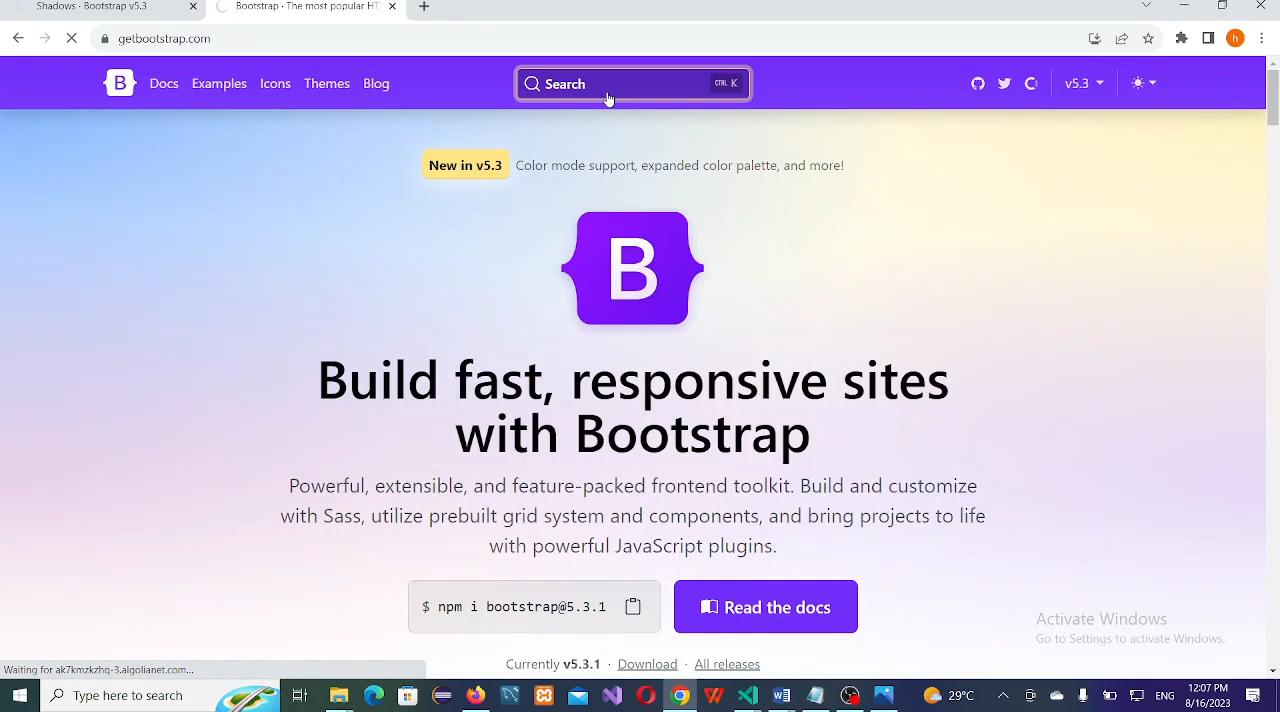 Shadows · Bootstrap v5.3
Bootstrap · The most popular HT
getbootstrap.com
h
B
Docs
Examples
Icons
Themes
Blog
Search
CTRL K
v5.3
New in v5.3
Color mode support, expanded color palette, and more!
B
Build fast, responsive sites
with Bootstrap
Powerful, extensible, and feature-packed frontend toolkit. Build and customize
with Sass, utilize prebuilt grid system and components, and bring projects to life
with powerful JavaScript plugins.
$ npm i bootstrap@5.3.1
Read the docs
Activate Windows
Go to Settings to activate Windows.
Currently v5.3.1 · Download · All releases
Waiting for ak7kmzkzhq-3.algolianet.com...
Type here to search
29°C
ENG
12:07 PM
8/16/2023